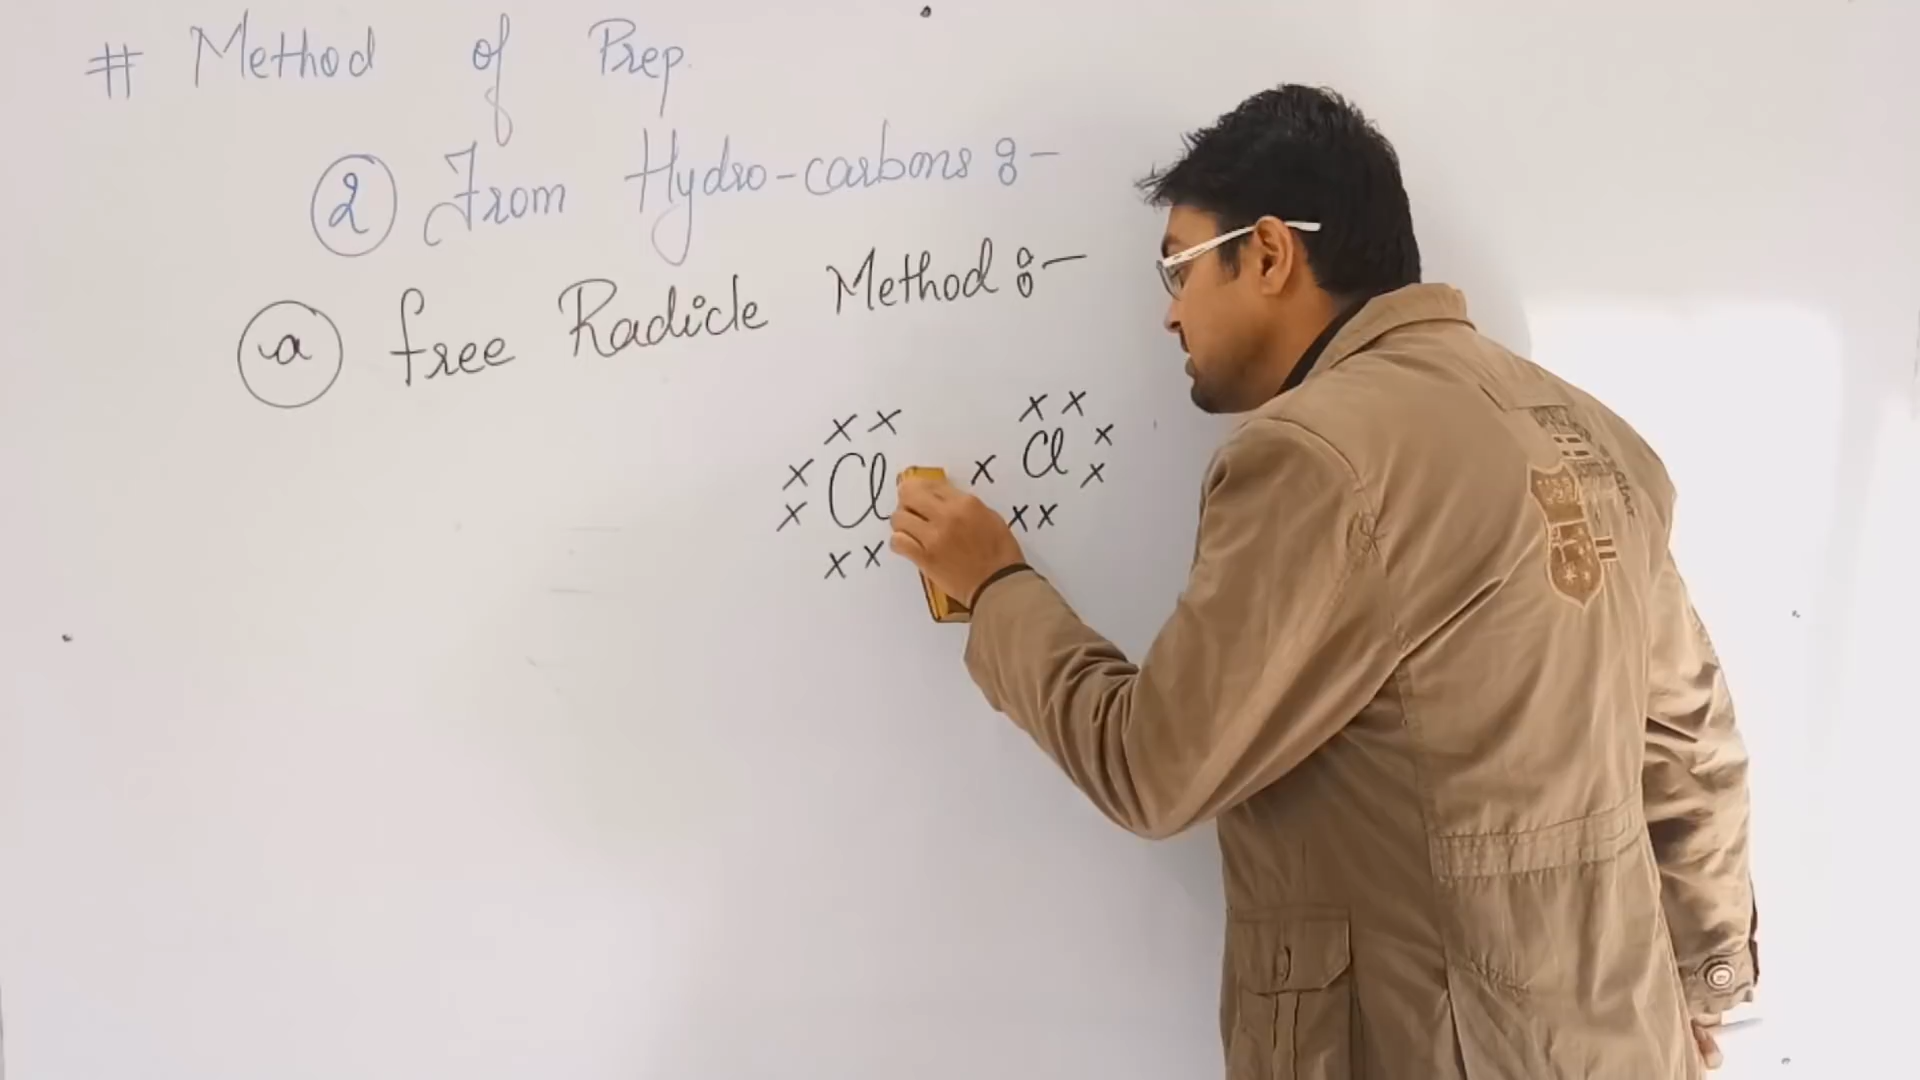 # Method of Prep.
2 From Hydro-carbons :-
a free Radicle Method :-
x x x x
x Cl x Cl x
x x
x x x x